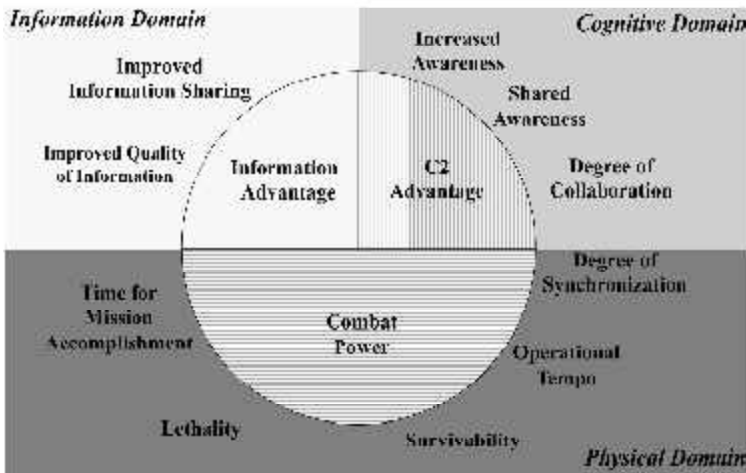 Information Domain
Cognitive Domain
Increased
Awareness
Improved
Information Sharing
Shared
Awareness
Improved Quality
of Information
Information
Advantage
C2
Advantage
Degree of
Collaboration
Degree of
Synchronization
Time for
Mission
Accomplishment
Combat
Power
Operational
Tempo
Lethality
Survivability
Physical Domain